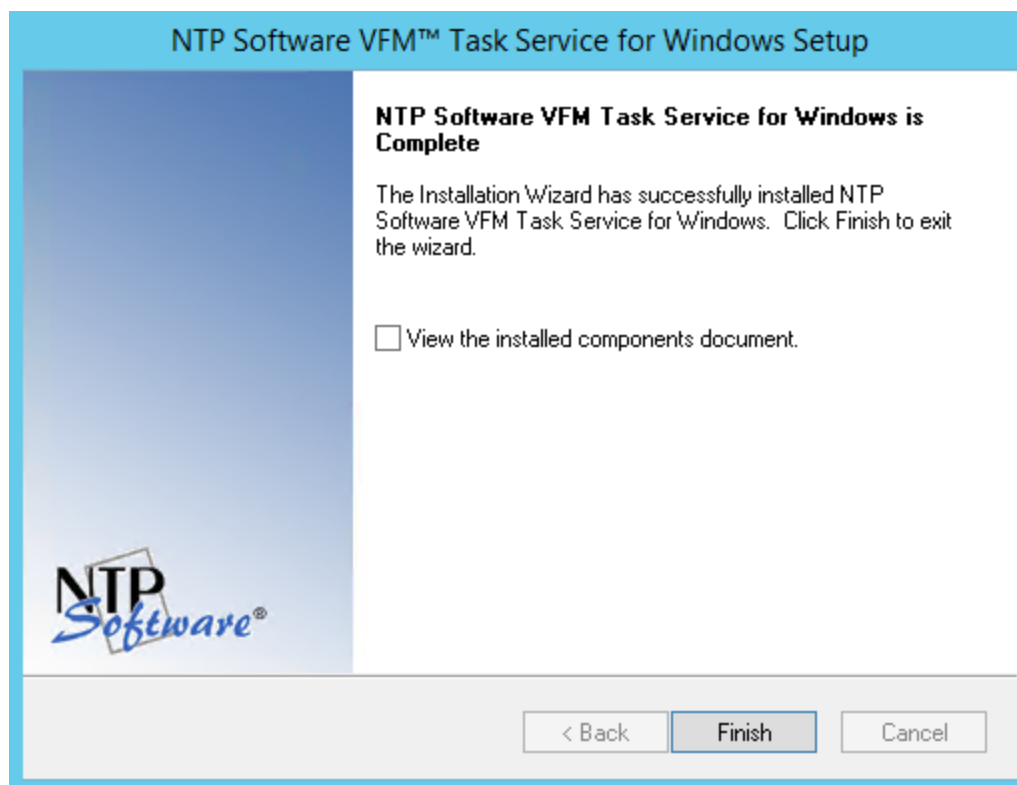 NTP Software VFM™ Task Service for Windows Setup
NTP Software VFM Task Service for Windows is
Complete
The Installation Wizard has successfully installed NTP
Software VFM Task Service for Windows.  Click Finish to exit
the wizard.
View the installed components document.
NTP
Software®
< Back
Finish
Cancel